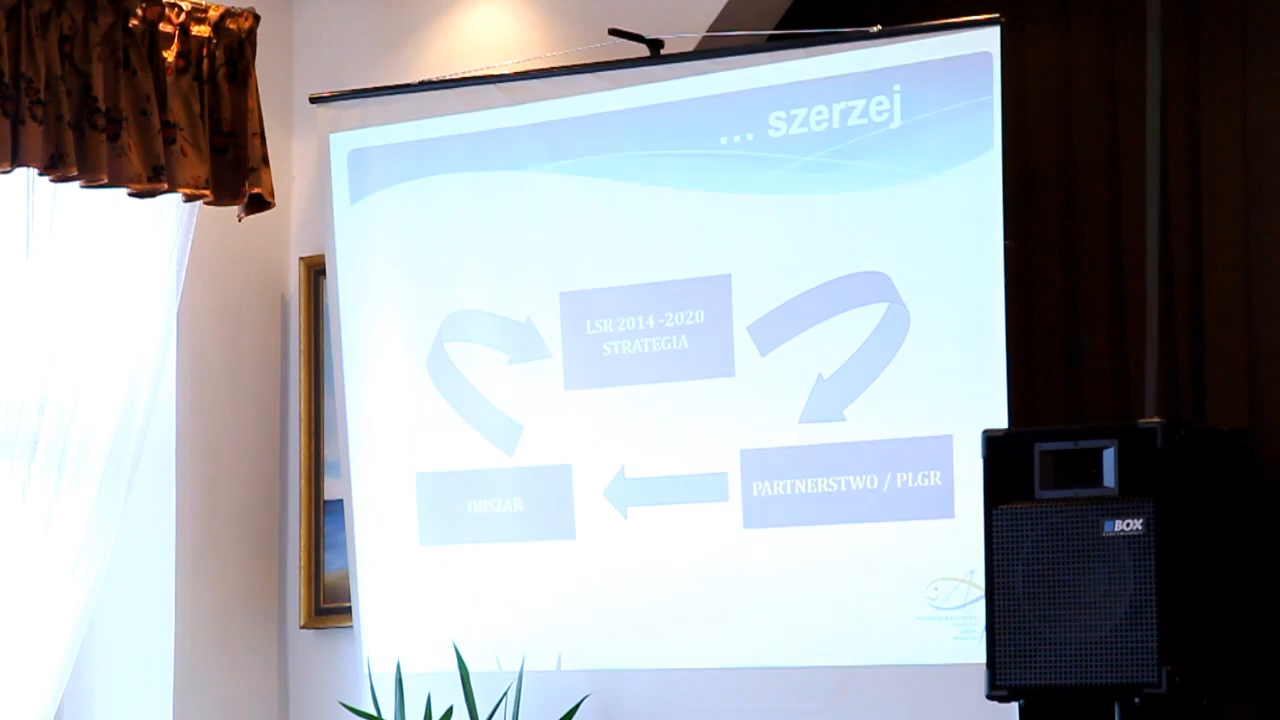 ... szerzej
LSR 2014 -2020
STRATEGIA
OBSZAR
PARTNERSTWO / PLGR
BOX